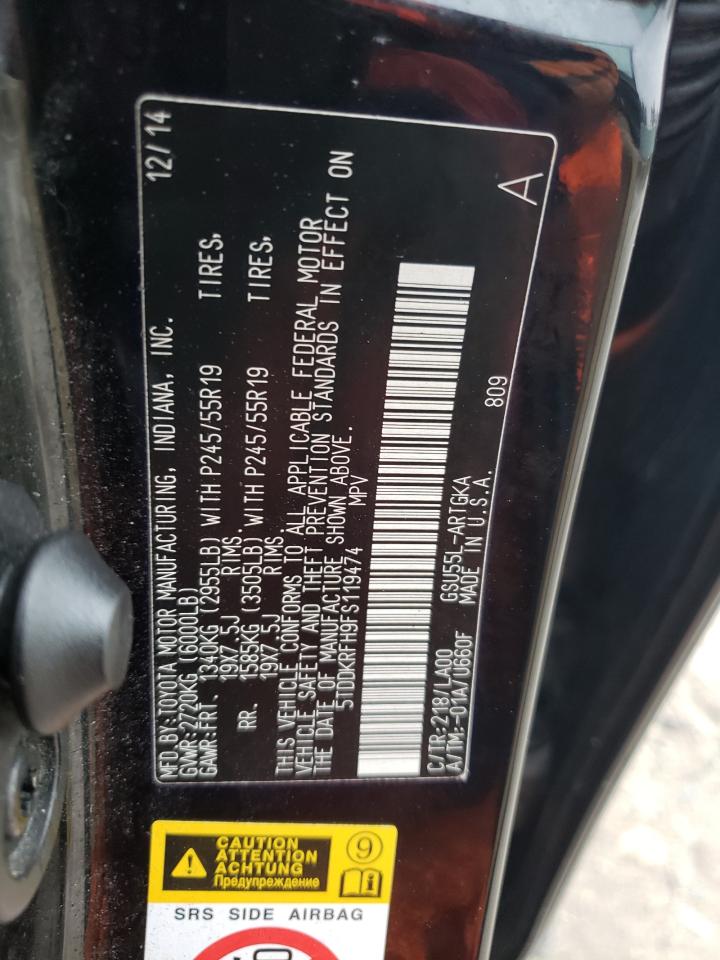 MFD.BY:TOYOTA MOTOR MANUFACTURING, INDIANA, INC. 12/14
GVWR:2720KG (6000LB)
GAWR:FRT. 1340KG (2955LB) WITH P245/55R19 TIRES,
19X7.5J RIMS.
RR. 1585KG (3505LB) WITH P245/55R19 TIRES,
19X7.5J RIMS.
THIS VEHICLE CONFORMS TO ALL APPLICABLE FEDERAL MOTOR
VEHICLE SAFETY AND THEFT PREVENTION STANDARDS IN EFFECT ON
THE DATE OF MANUFACTURE SHOWN ABOVE.
5TDDKRFH9FS119474 MPV
C/TR:218/LA00 GSU55L-ARTGKA 809
A/TM:-01A/U660F MADE IN U.S.A.
A
CAUTION
ATTENTION
ACHTUNG
Предупреждение
9
i
SRS SIDE AIRBAG